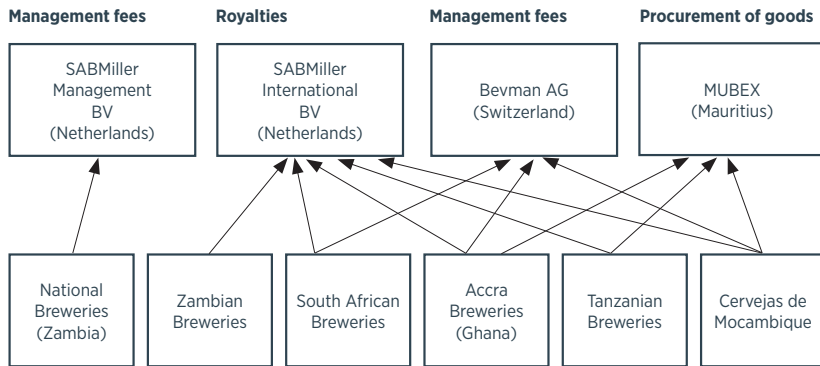 Management fees
Royalties
Management fees
Procurement of goods
SABMiller
Management
BV
(Netherlands)
SABMiller
International
BV
(Netherlands)
Bevman AG
(Switzerland)
MUBEX
(Mauritius)
National
Breweries
(Zambia)
Zambian
Breweries
South African
Breweries
Accra
Breweries
(Ghana)
Tanzanian
Breweries
Cervejas de
Mocambique